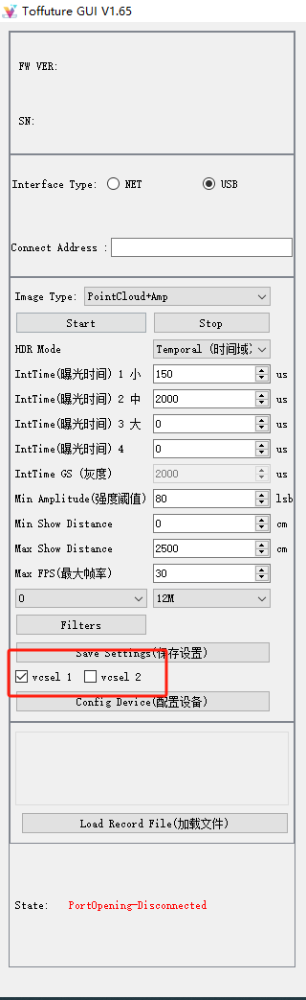 Toffuture GUI V1.65
FW VER:
SN:
Interface Type: NET USB
Connect Address :
Image Type: PointCloud+Amp
Start Stop
HDR Mode Temporal (时间域)
IntTime(曝光时间) 1 小 150 us
IntTime(曝光时间) 2 中 2000 us
IntTime(曝光时间) 3 大 0 us
IntTime(曝光时间) 4 0 us
IntTime GS (灰度) 2000 us
Min Amplitude(强度阈值) 80 lsb
Min Show Distance 0 cm
Max Show Distance 2500 cm
Max FPS(最大帧率) 30
0 12M
Filters
Save Settings(保存设置)
vcsel 1 vcsel 2
Config Device(配置设备)
Load Record File(加载文件)
State: PortOpening-Disconnected